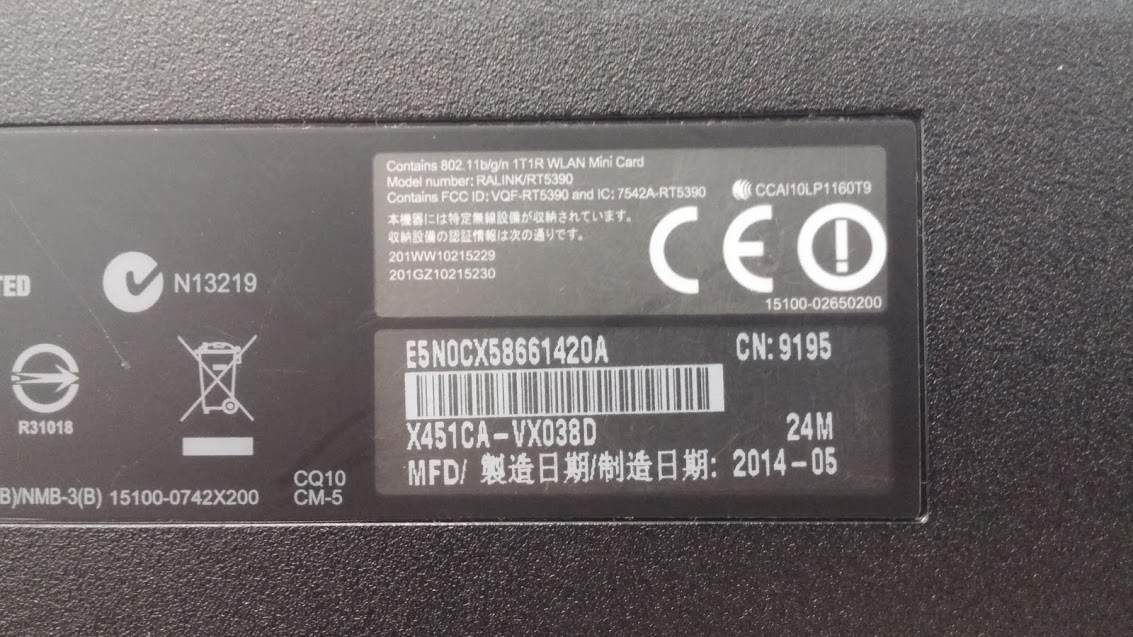 TED
N13219
R31018
B)/NMB-3(B) 15100-0742X200
CQ10
CM-5
Contains 802.11b/g/n 1T1R WLAN Mini Card
Model number: RALINK/RT5390
Contains FCC ID: VQF-RT5390 and IC: 7542A-RT5390
CCAI10LP1160T9
本機器には特定無線設備が収納されています。
収納設備の認証情報は次の通りです。
201WW10215229
201GZ10215230
CE
15100-02650200
E5N0CX58661420A
CN: 9195
X451CA-VX038D
24M
MFD/ 製造日期/制造日期: 2014-05